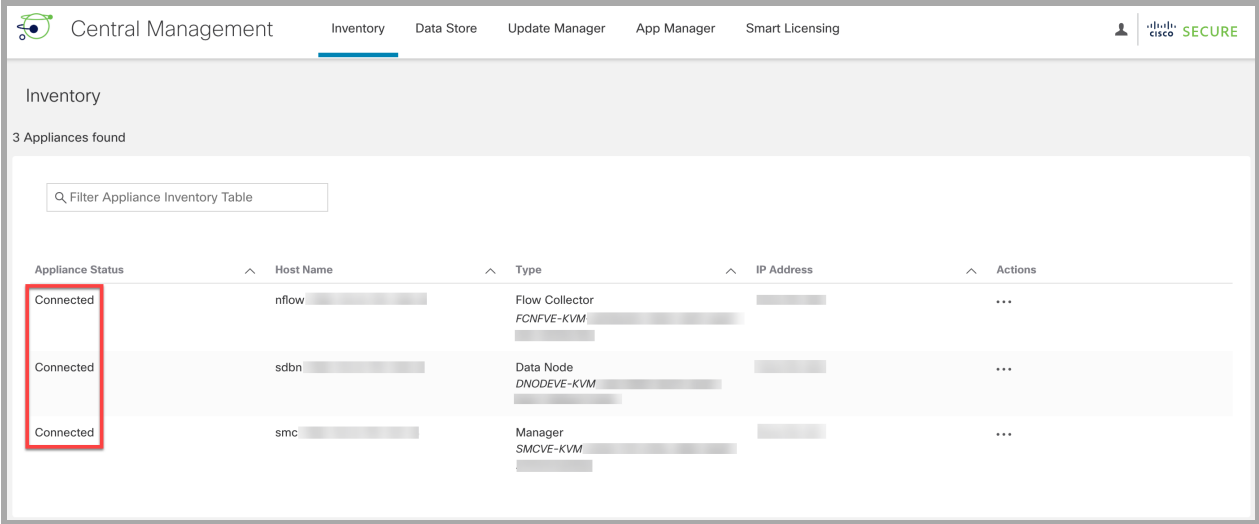 Central Management Inventory Data Store Update Manager App Manager Smart Licensing cisco SECURE
Inventory
3 Appliances found
Filter Appliance Inventory Table
Appliance Status Host Name Type IP Address Actions
Connected nflow Flow Collector ...
FCNFVE-KVM
Connected sdbn Data Node ...
DNODEVE-KVM
Connected smc Manager ...
SMCVE-KVM